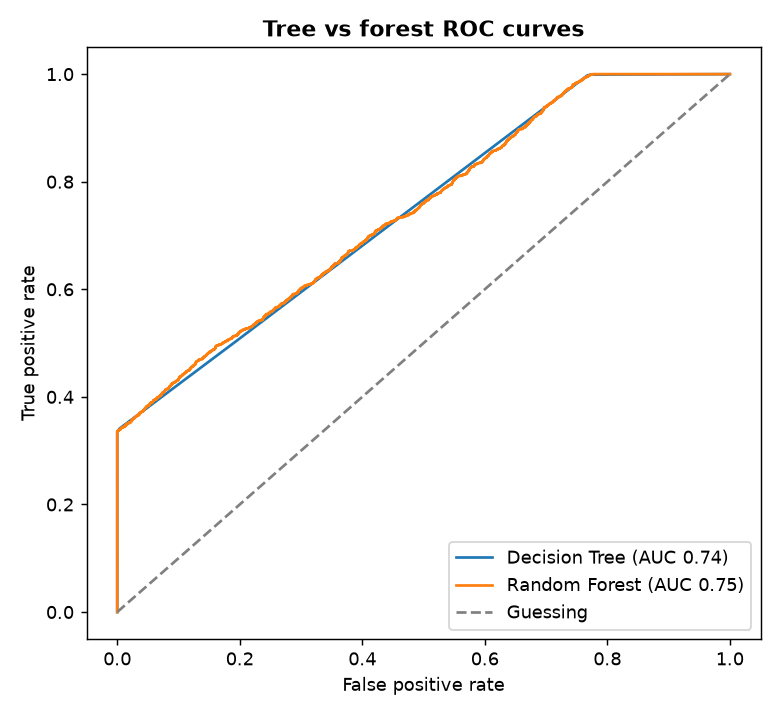 Tree vs forest ROC curves
True positive rate
1.0
0.8
0.6
0.4
0.2
0.0
0.0 0.2 0.4 0.6 0.8 1.0
False positive rate
Decision Tree (AUC 0.74)
Random Forest (AUC 0.75)
Guessing